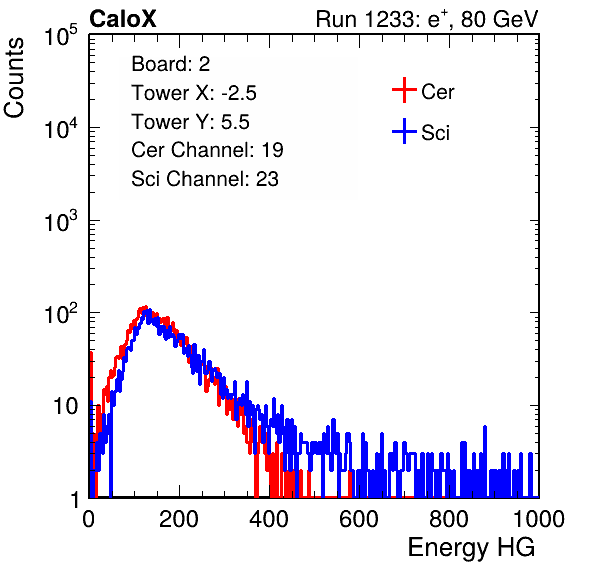 CaloX Run 1233: e⁺, 80 GeV
Counts
Board: 2
Tower X: -2.5
Tower Y: 5.5
Cer Channel: 19
Sci Channel: 23
Cer
Sci
10⁵
10⁴
10³
10²
10
1
0 200 400 600 800 1000
Energy HG